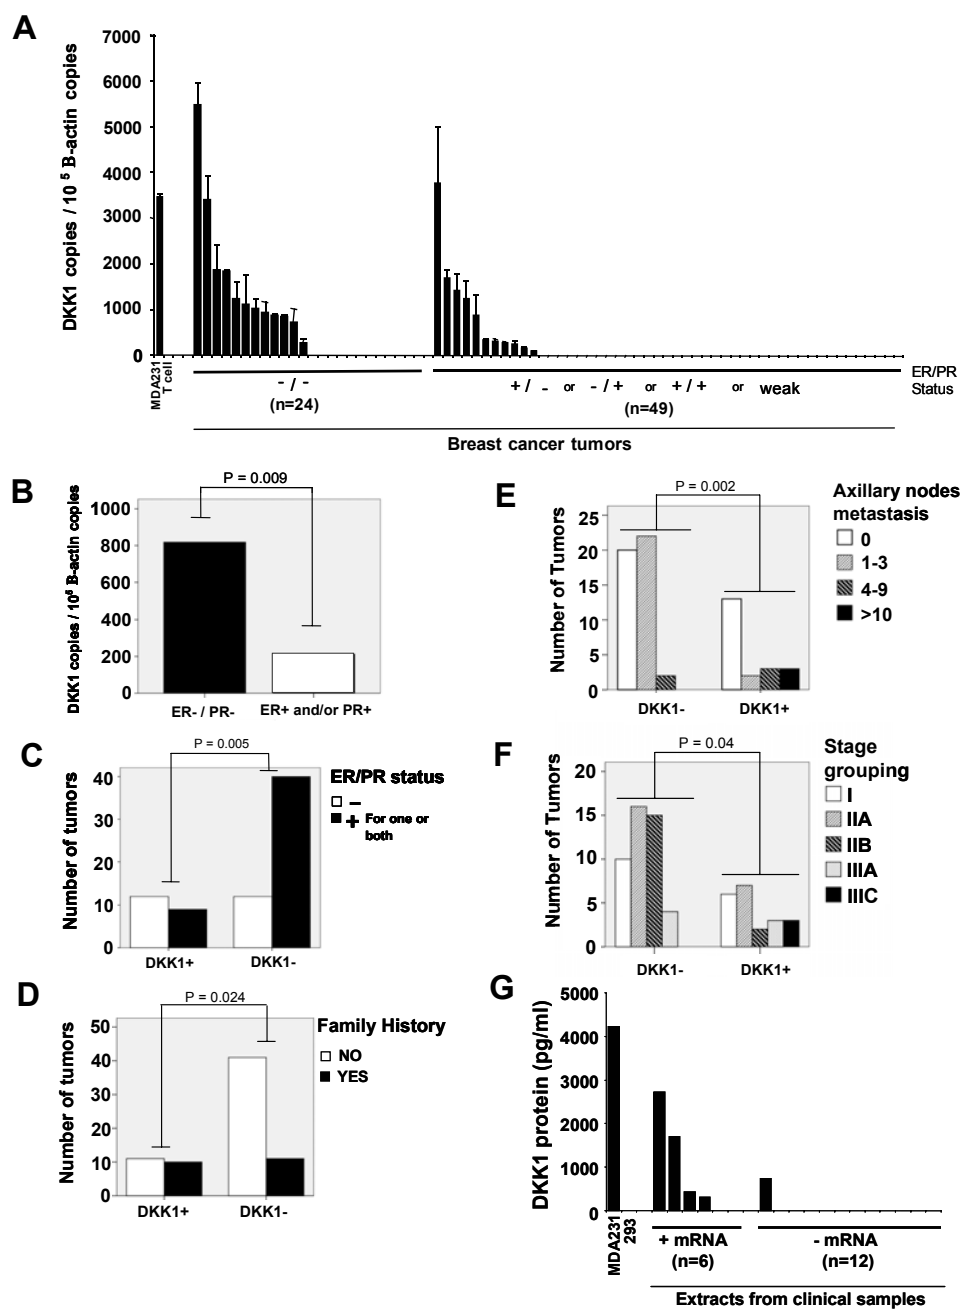 A
DKK1 copies / 10 5 B-actin copies
7000
6000
5000
4000
3000
2000
1000
0
MDA231
T cell
- / -
(n=24)
+ / - or - / + or + / + or weak
(n=49)
ER/PR
Status
Breast cancer tumors
B
DKK1 copies / 10⁵ B-actin copies
P = 0.009
1000
800
600
400
200
0
ER- / PR-
ER+ and/or PR+
C
Number of tumors
P = 0.005
40
30
20
10
0
DKK1+
DKK1-
ER/PR status
−
+ For one or
both
D
Number of tumors
P = 0.024
50
40
30
20
10
0
DKK1+
DKK1-
Family History
NO
YES
E
Number of Tumors
P = 0.002
25
20
15
10
5
0
DKK1-
DKK1+
Axillary nodes
metastasis
0
1-3
4-9
>10
F
Number of Tumors
P = 0.04
20
15
10
5
0
DKK1-
DKK1+
Stage
grouping
I
IIA
IIB
IIIA
IIIC
G
DKK1 protein (pg/ml)
5000
4000
3000
2000
1000
0
MDA231
293
+ mRNA
(n=6)
- mRNA
(n=12)
Extracts from clinical samples